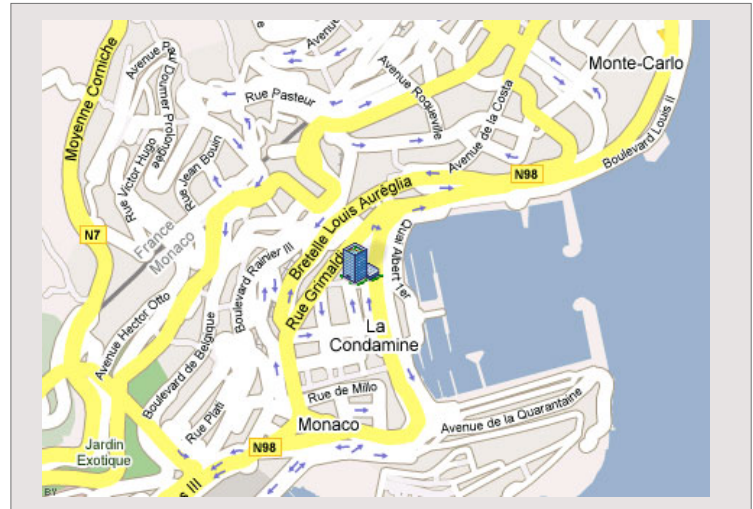 Monte-Carlo
Moyenne Corniche
Avenue
Paul Doumer Prolongée
Avenue
Rue Pasteur
Avenue Roqueville
Avenue de la Costa
Boulevard Louis II
Rue Victor Hugo
Rue Jean Bouin
N98
N7
France
Monaco
Bretelle Louis Auréglia
Boulevard Rainier III
Rue Grimaldi
Quai Albert 1er
Avenue Hector Otto
La
Condamine
Boulevard de Belgique
Rue de Millo
Rue Plati
Monaco
Avenue de la Quarantaine
Jardin
Exotique
N98
III